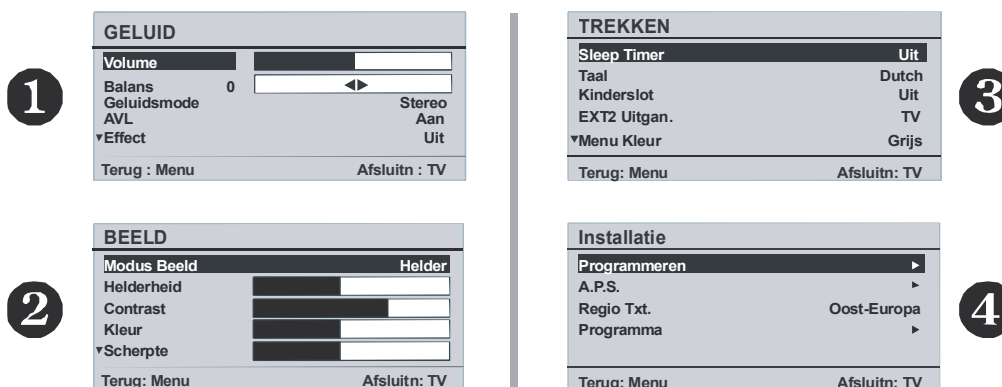 1
GELUID
Volume
Balans 0
Geluidsmode Stereo
AVL Aan
▼Effect Uit
Terug : Menu Afsluitn : TV
2
BEELD
Modus Beeld Helder
Helderheid
Contrast
Kleur
▼Scherpte
Terug: Menu Afsluitn: TV
3
TREKKEN
Sleep Timer Uit
Taal Dutch
Kinderslot Uit
EXT2 Uitgan. TV
▼Menu Kleur Grijs
Terug: Menu Afsluitn: TV
4
Installatie
Programmeren ►
A.P.S. ►
Regio Txt. Oost-Europa
Programma ►
Terug: Menu Afsluitn: TV